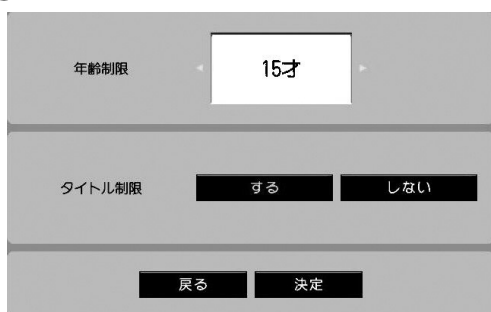 年齢制限 15才
タイトル制限 する しない
戻る 決定